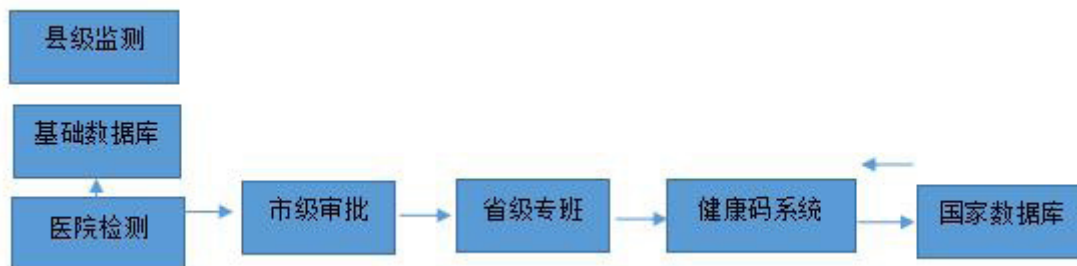 县级监测
基础数据库
医院检测
市级审批
省级专班
健康码系统
国家数据库